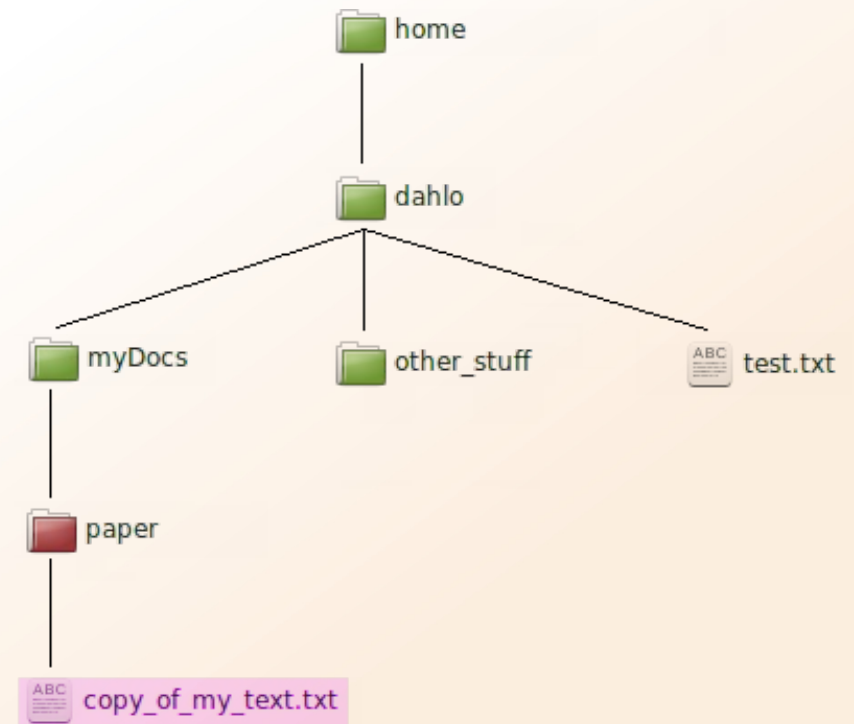 home
dahlo
myDocs
other_stuff
ABC
test.txt
paper
ABC
copy_of_my_text.txt